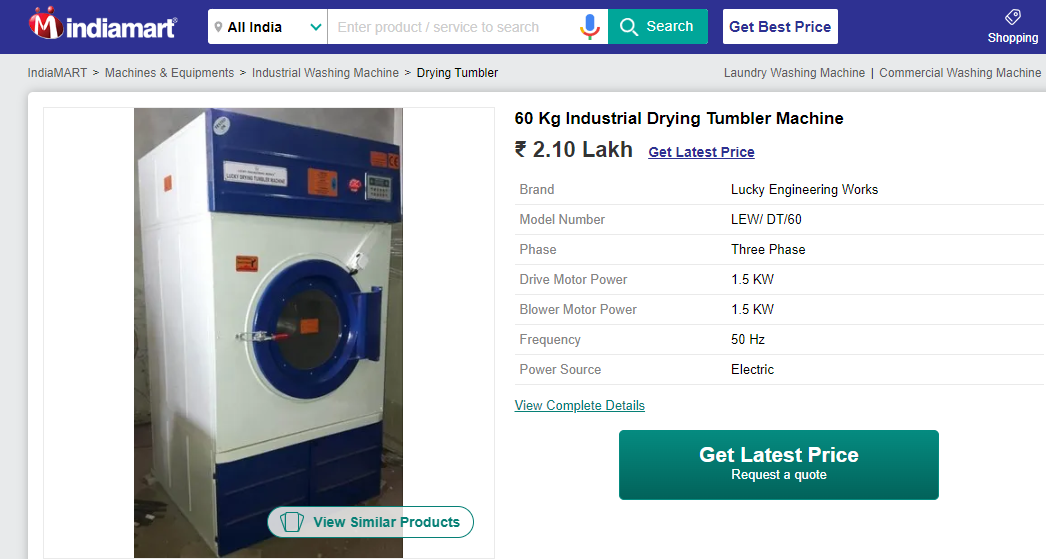 indiamart
All India
Enter product / service to search
Search
Get Best Price
Shopping
IndiaMART > Machines & Equipments > Industrial Washing Machine > Drying Tumbler
Laundry Washing Machine | Commercial Washing Machine
60 Kg Industrial Drying Tumbler Machine
₹ 2.10 Lakh Get Latest Price
Brand Lucky Engineering Works
Model Number LEW/ DT/60
Phase Three Phase
Drive Motor Power 1.5 KW
Blower Motor Power 1.5 KW
Frequency 50 Hz
Power Source Electric
View Complete Details
Get Latest Price
Request a quote
LUCKY DRYING TUMBLER MACHINE
CE
View Similar Products